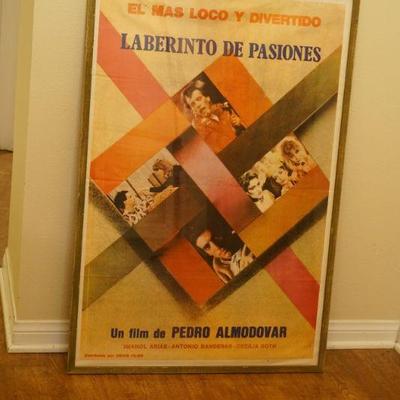 EL MAS LOCO Y DIVERTIDO
LABERINTO DE PASIONES
Un film de PEDRO ALMODOVAR
IMANOL ARIAS - ANTONIO BANDERAS - CECILIA ROTH